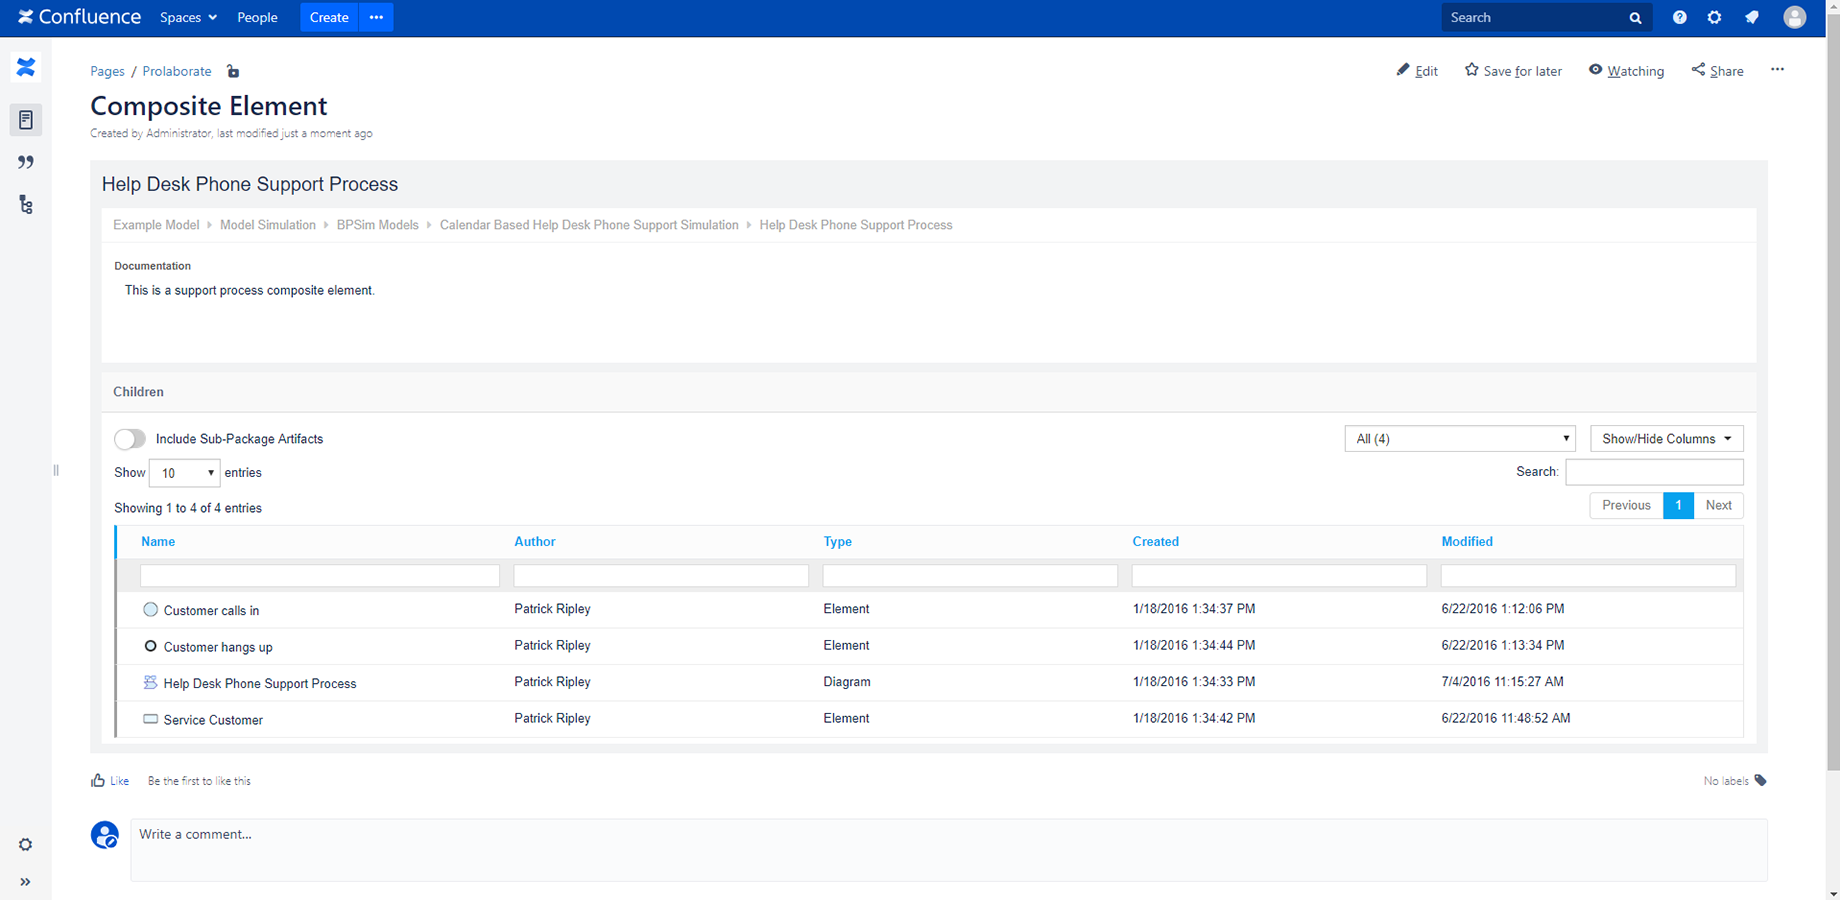 Confluence Spaces People Create ··· Search
Pages / Prolaborate
Edit Save for later Watching Share ···
Composite Element
Created by Administrator, last modified just a moment ago
Help Desk Phone Support Process
Example Model Model Simulation BPSim Models Calendar Based Help Desk Phone Support Simulation Help Desk Phone Support Process
Documentation
This is a support process composite element.
Children
Include Sub-Package Artifacts All (4) Show/Hide Columns
Show 10 entries Search:
Showing 1 to 4 of 4 entries Previous 1 Next
Name Author Type Created Modified
Customer calls in Patrick Ripley Element 1/18/2016 1:34:37 PM 6/22/2016 1:12:06 PM
Customer hangs up Patrick Ripley Element 1/18/2016 1:34:44 PM 6/22/2016 1:13:34 PM
Help Desk Phone Support Process Patrick Ripley Diagram 1/18/2016 1:34:33 PM 7/4/2016 11:15:27 AM
Service Customer Patrick Ripley Element 1/18/2016 1:34:42 PM 6/22/2016 11:48:52 AM
Like Be the first to like this No labels
Write a comment...